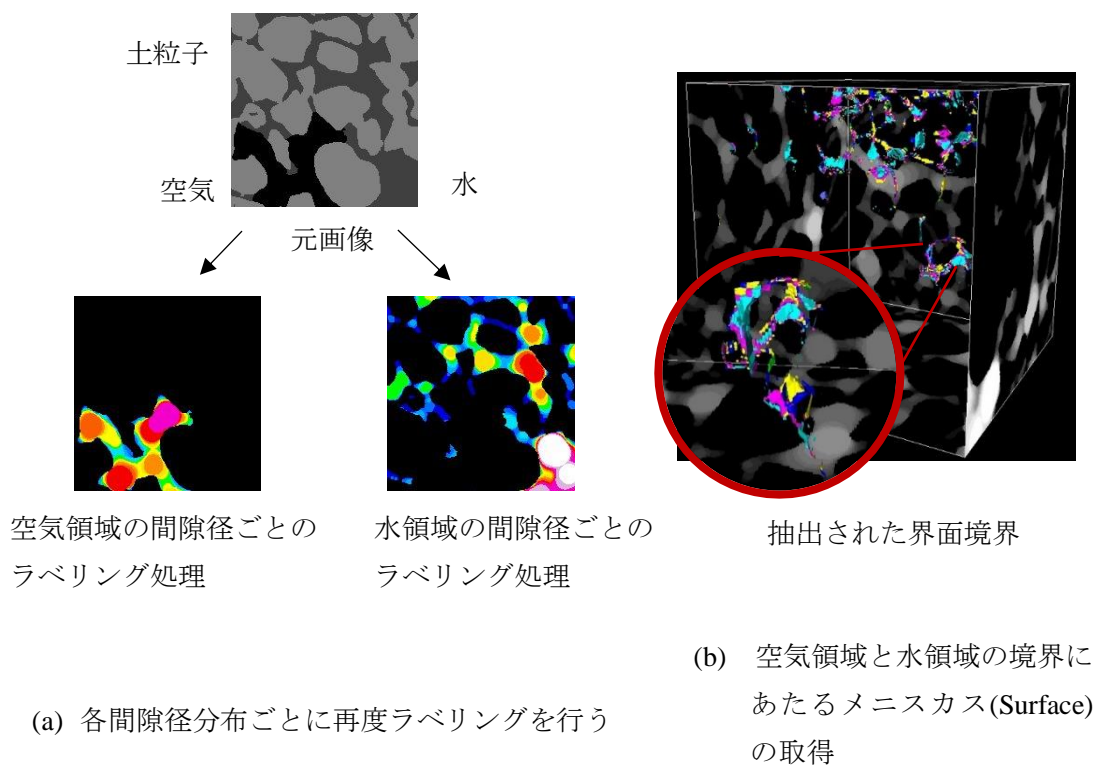 土粒子
空気
水
元画像
空気領域の間隙径ごとの
ラベリング処理
水領域の間隙径ごとの
ラベリング処理
(a) 各間隙径分布ごとに再度ラベリングを行う
抽出された界面境界
(b) 空気領域と水領域の境界に
あたるメニスカス(Surface)
の取得